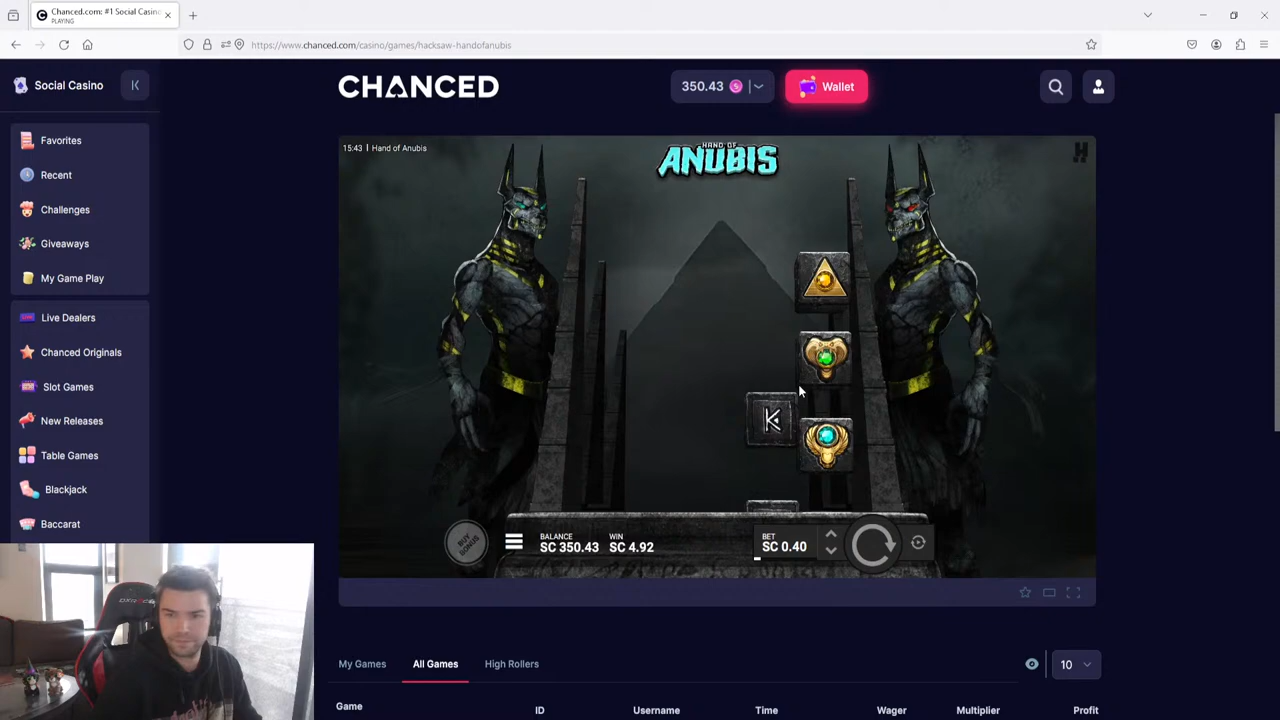 Chanced.com: #1 Social Casin
PLAYING
https://www.chanced.com/casino/games/hacksaw-handofanubis
Social Casino
CHANCED
350.43
Wallet
Favorites
Recent
Challenges
Giveaways
My Game Play
Live Dealers
Chanced Originals
Slot Games
New Releases
Table Games
Blackjack
Baccarat
15:43 | Hand of Anubis
HAND OF
ANUBIS
K
BUY
BONUS
BALANCE
SC 350.43
WIN
SC 4.92
BET
SC 0.40
My Games
All Games
High Rollers
10
Game
ID
Username
Time
Wager
Multiplier
Profit